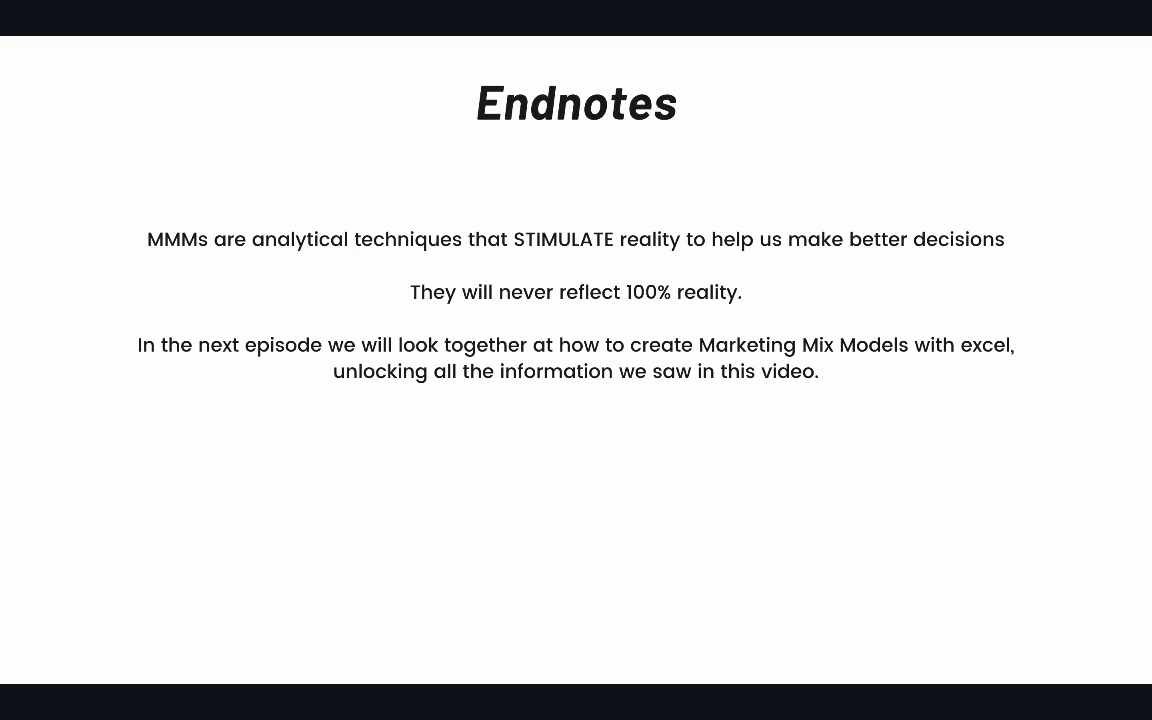 Endnotes
MMMs are analytical techniques that STIMULATE reality to help us make better decisions
They will never reflect 100% reality.
In the next episode we will look together at how to create Marketing Mix Models with excel,
unlocking all the information we saw in this video.